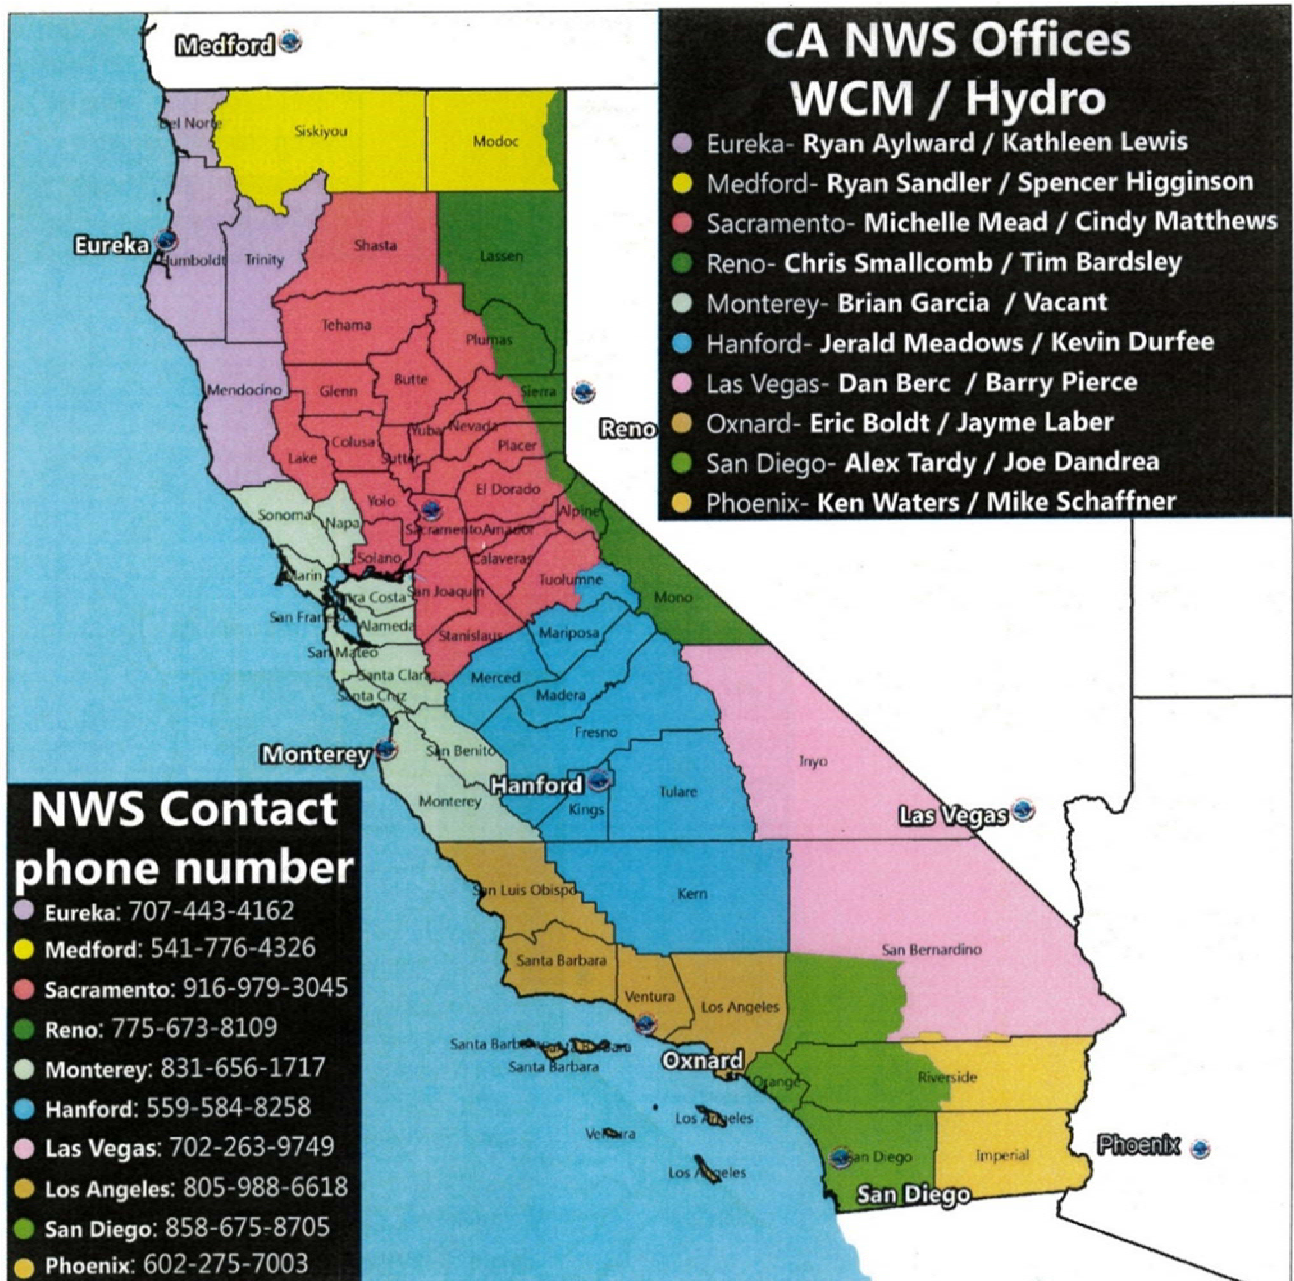 CA NWS Offices
WCM / Hydro
Eureka- Ryan Aylward / Kathleen Lewis
Medford- Ryan Sandler / Spencer Higginson
Sacramento- Michelle Mead / Cindy Matthews
Reno- Chris Smallcomb / Tim Bardsley
Monterey- Brian Garcia / Vacant
Hanford- Jerald Meadows / Kevin Durfee
Las Vegas- Dan Berc / Barry Pierce
Oxnard- Eric Boldt / Jayme Laber
San Diego- Alex Tardy / Joe Dandrea
Phoenix- Ken Waters / Mike Schaffner
Medford
Del Norte
Siskiyou
Modoc
Eureka
Humboldt
Trinity
Shasta
Lassen
Tehama
Plumas
Mendocino
Glenn
Butte
Sierra
Reno
Colusa
Yuba
Nevada
Placer
Lake
Sutter
Yolo
El Dorado
Sonoma
Napa
Alpine
Sacramento
Amador
Solano
Calaveras
Marin
Tuolumne
San Joaquin
Mono
San Francisco
Alameda
Stanislaus
Mariposa
San Mateo
Santa Clara
Merced
Santa Cruz
Madera
Fresno
Monterey
San Benito
Inyo
Hanford
Tulare
Monterey
Kings
Las Vegas
San Luis Obispo
Kern
Santa Barbara
San Bernardino
Ventura
Los Angeles
Oxnard
Santa Barbara
Santa Barbara
Orange
Riverside
Los Angeles
Ventura
Los Angeles
San Diego
Imperial
Phoenix
San Diego
NWS Contact
phone number
Eureka: 707-443-4162
Medford: 541-776-4326
Sacramento: 916-979-3045
Reno: 775-673-8109
Monterey: 831-656-1717
Hanford: 559-584-8258
Las Vegas: 702-263-9749
Los Angeles: 805-988-6618
San Diego: 858-675-8705
Phoenix: 602-275-7003